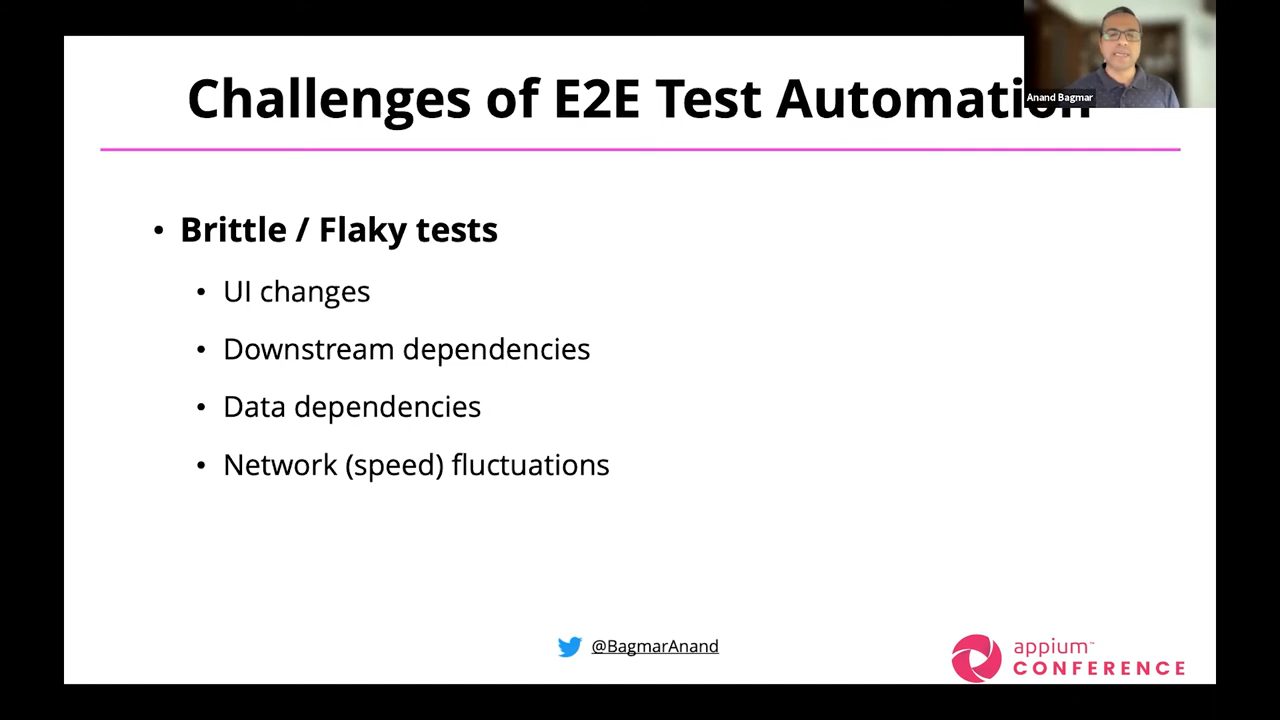 Challenges of E2E Test Automation
Anand Bagmar
• Brittle / Flaky tests
• UI changes
• Downstream dependencies
• Data dependencies
• Network (speed) fluctuations
@BagmarAnand
appium™
CONFERENCE